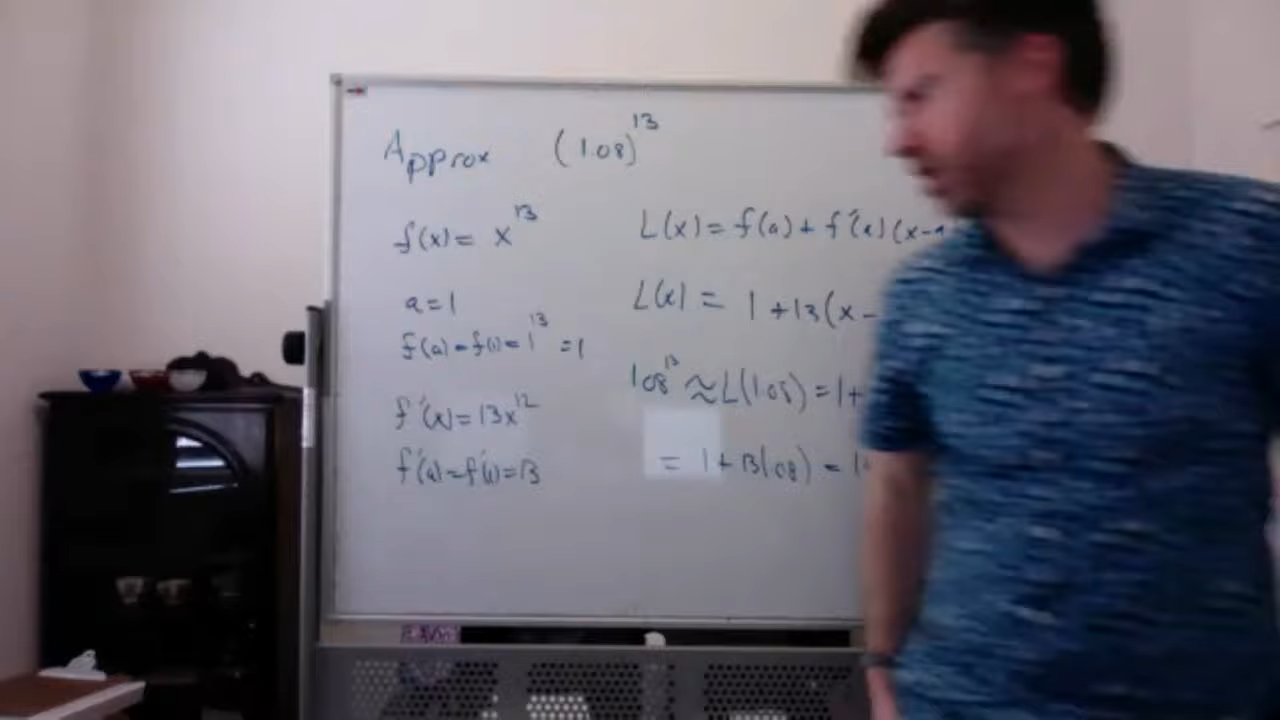 Approx (1.08)^13
f(x) = x^13
a = 1
f(a) = f(1) = 1^13 = 1
f'(x) = 13x^12
f'(a) = f'(1) = 13
L(x) = f(a) + f'(a)(x-a
L(x) = 1 + 13(x-
1.08^13 ≈ L(1.08) = 1 +
= 1 + 13(.08) = 1